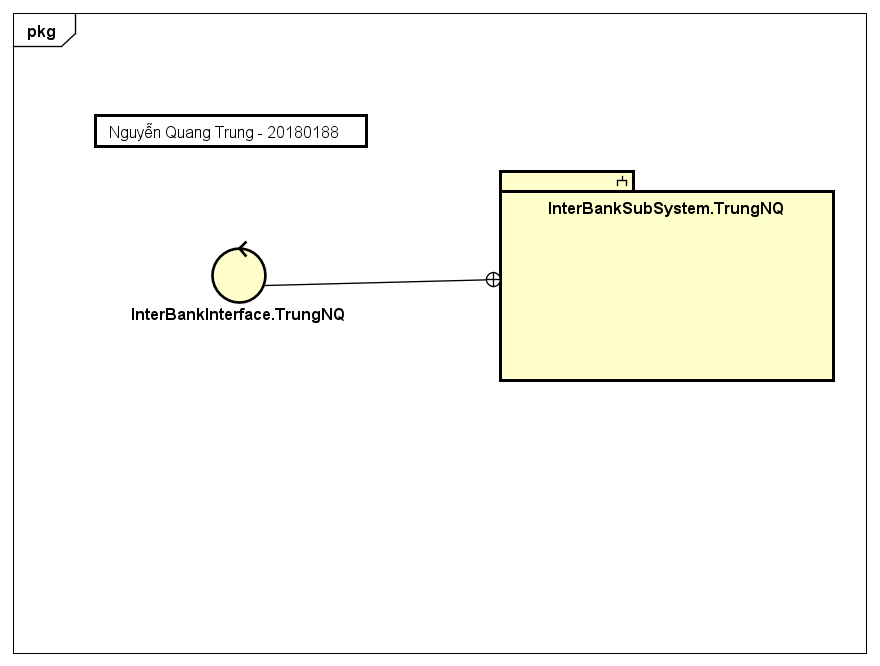 pkg
Nguyễn Quang Trung - 20180188
InterBankSubSystem.TrungNQ
InterBankInterface.TrungNQ